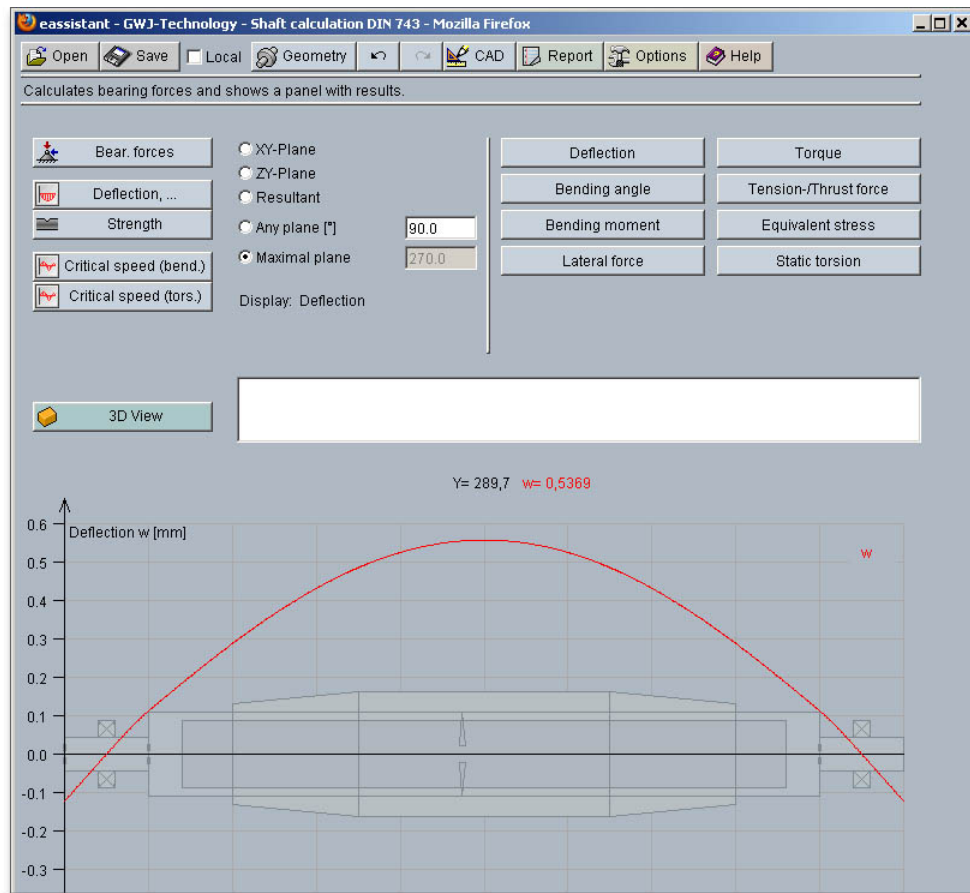 eassistant - GWJ-Technology - Shaft calculation DIN 743 - Mozilla Firefox
Open Save Local Geometry CAD Report Options Help
Calculates bearing forces and shows a panel with results.
Bear. forces
Deflection, ...
Strength
Critical speed (bend.)
Critical speed (tors.)
XY-Plane
ZY-Plane
Resultant
Any plane [°] 90.0
Maximal plane 270.0
Display: Deflection
Deflection Torque
Bending angle Tension-/Thrust force
Bending moment Equivalent stress
Lateral force Static torsion
3D View
Y= 289,7 w= 0,5369
Deflection w [mm]
w
0.6
0.5
0.4
0.3
0.2
0.1
0.0
-0.1
-0.2
-0.3